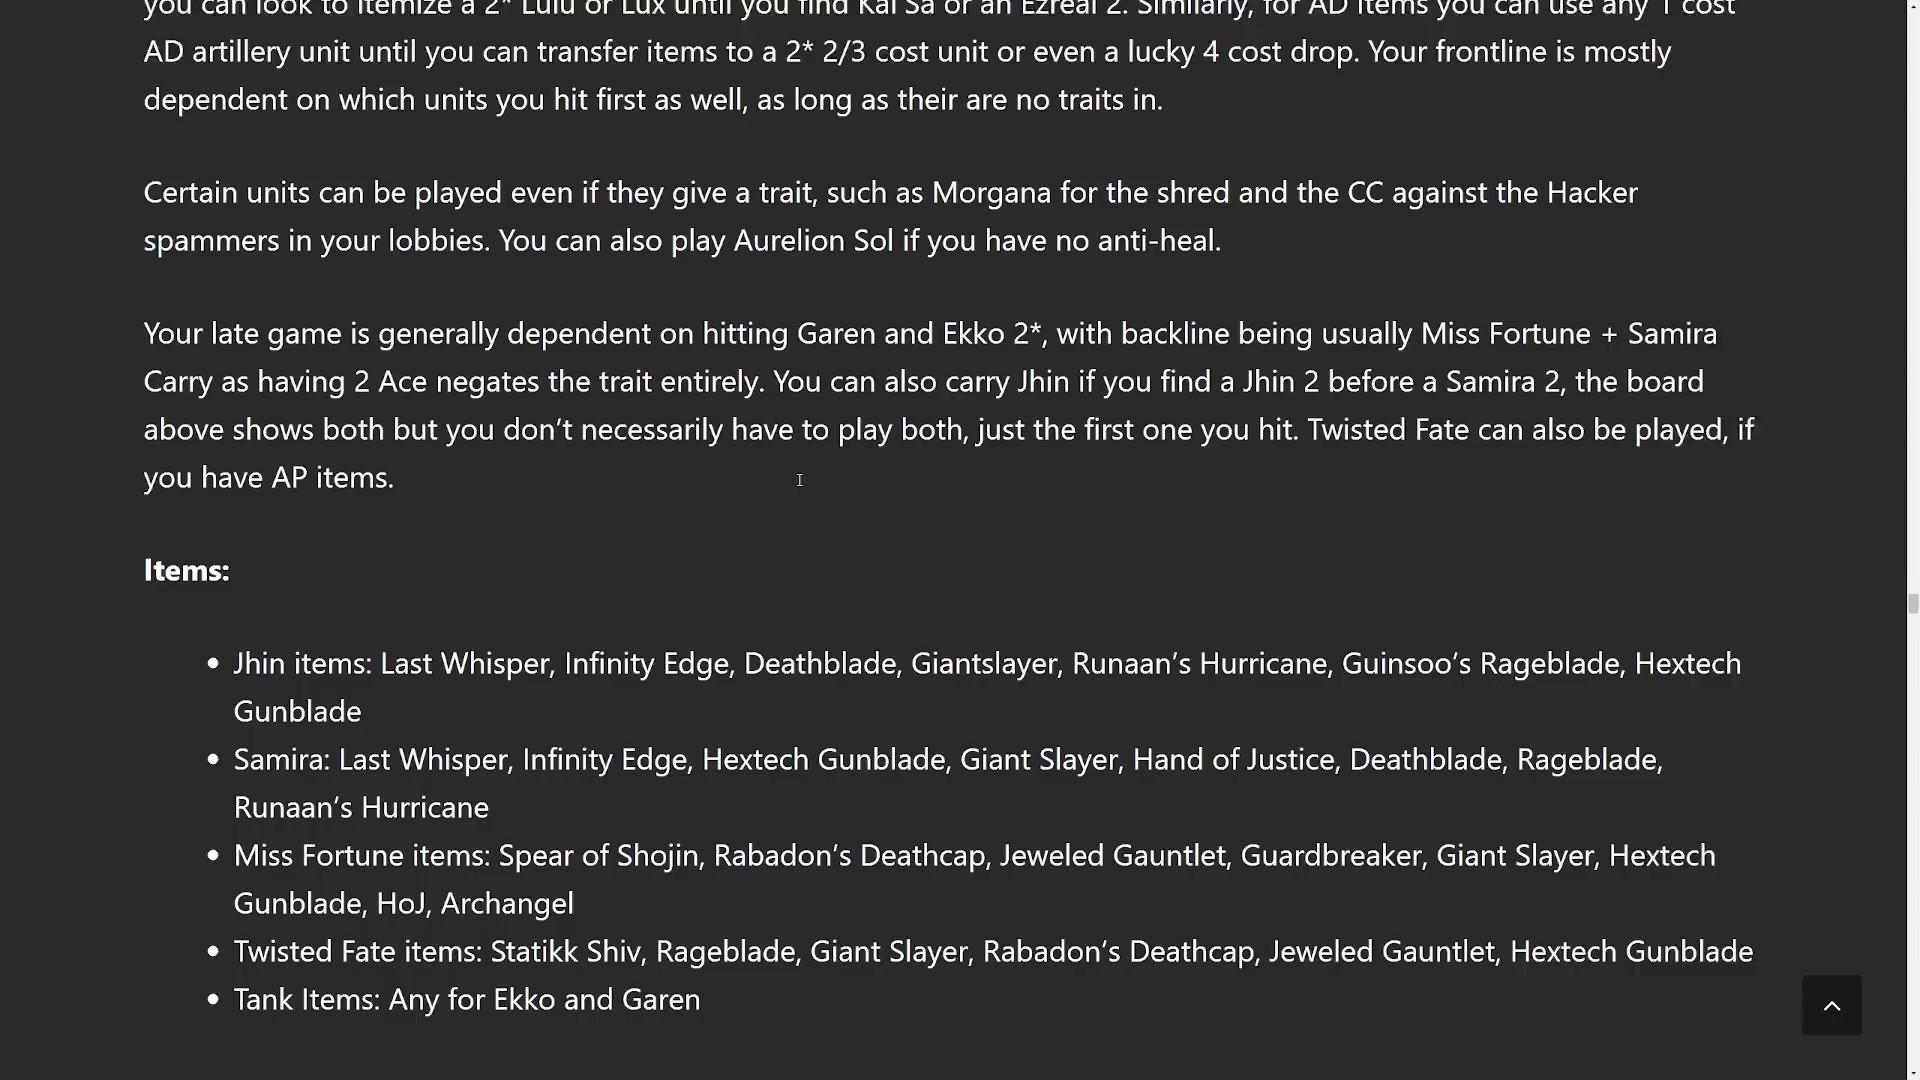 you can look to itemize a 2* Lulu or Lux until you find Kai'Sa or an Ezreal 2. Similarly, for AD items you can use any 1 cost
AD artillery unit until you can transfer items to a 2* 2/3 cost unit or even a lucky 4 cost drop. Your frontline is mostly
dependent on which units you hit first as well, as long as their are no traits in.
Certain units can be played even if they give a trait, such as Morgana for the shred and the CC against the Hacker
spammers in your lobbies. You can also play Aurelion Sol if you have no anti-heal.
Your late game is generally dependent on hitting Garen and Ekko 2*, with backline being usually Miss Fortune + Samira
Carry as having 2 Ace negates the trait entirely. You can also carry Jhin if you find a Jhin 2 before a Samira 2, the board
above shows both but you don’t necessarily have to play both, just the first one you hit. Twisted Fate can also be played, if
you have AP items.
Items:
• Jhin items: Last Whisper, Infinity Edge, Deathblade, Giantslayer, Runaan’s Hurricane, Guinsoo’s Rageblade, Hextech
Gunblade
• Samira: Last Whisper, Infinity Edge, Hextech Gunblade, Giant Slayer, Hand of Justice, Deathblade, Rageblade,
Runaan’s Hurricane
• Miss Fortune items: Spear of Shojin, Rabadon’s Deathcap, Jeweled Gauntlet, Guardbreaker, Giant Slayer, Hextech
Gunblade, HoJ, Archangel
• Twisted Fate items: Statikk Shiv, Rageblade, Giant Slayer, Rabadon’s Deathcap, Jeweled Gauntlet, Hextech Gunblade
• Tank Items: Any for Ekko and Garen